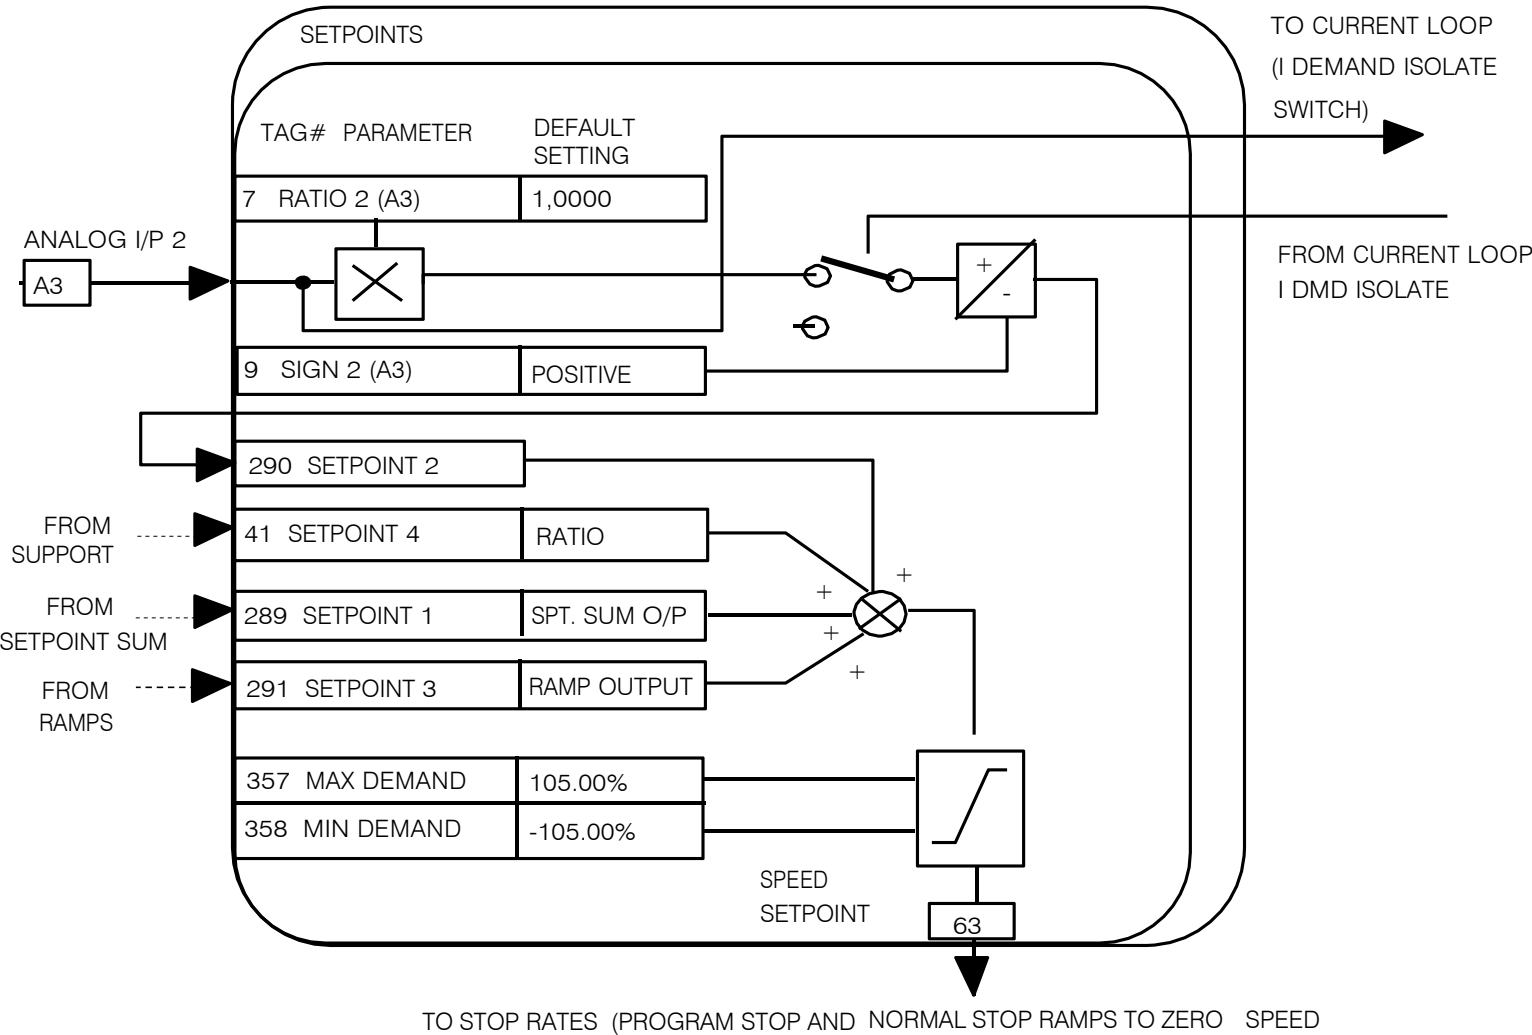 SETPOINTS
TO CURRENT LOOP
(I DEMAND ISOLATE
SWITCH)
TAG# PARAMETER
DEFAULT
SETTING
7 RATIO 2 (A3) 1,0000
ANALOG I/P 2
A3
+
-
FROM CURRENT LOOP
I DMD ISOLATE
9 SIGN 2 (A3) POSITIVE
290 SETPOINT 2
FROM
SUPPORT
41 SETPOINT 4 RATIO
+
+
FROM
SETPOINT SUM
289 SETPOINT 1 SPT. SUM O/P
+
+
FROM
RAMPS
291 SETPOINT 3 RAMP OUTPUT
357 MAX DEMAND 105.00%
358 MIN DEMAND -105.00%
SPEED
SETPOINT
63
TO STOP RATES (PROGRAM STOP AND NORMAL STOP RAMPS TO ZERO SPEED